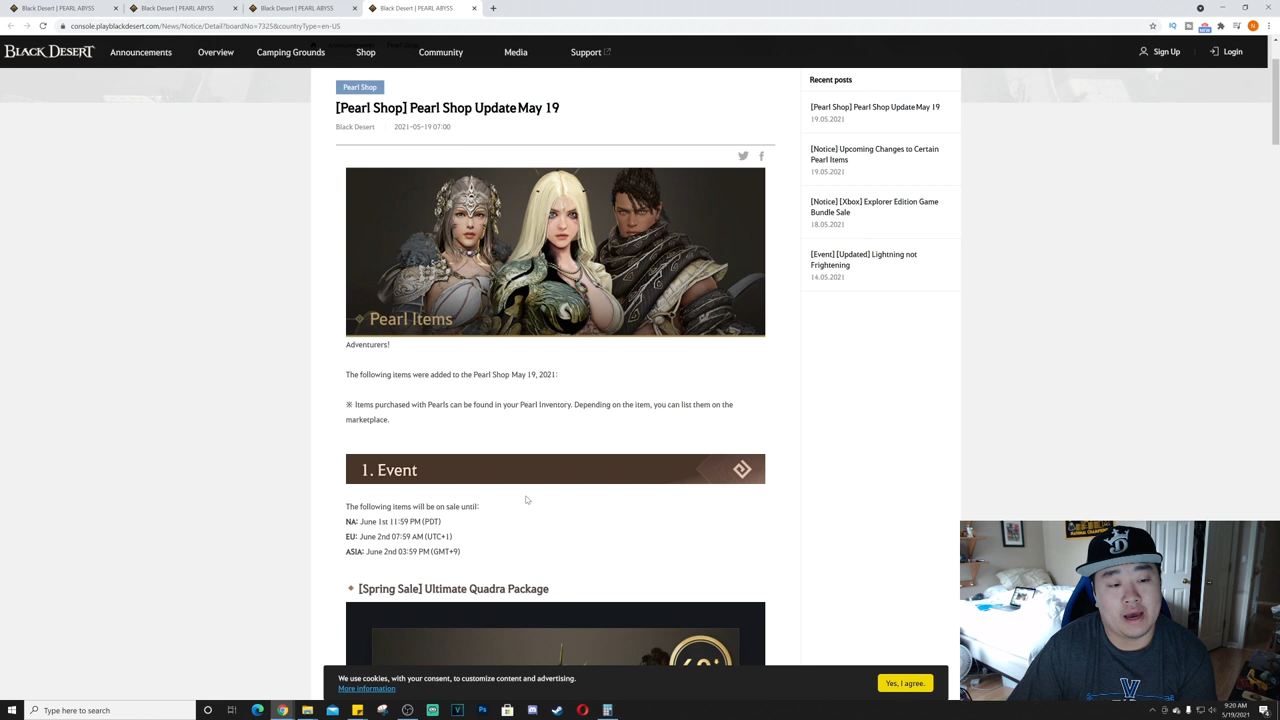 Black Desert | PEARL ABYSS
Black Desert | PEARL ABYSS
Black Desert | PEARL ABYSS
Black Desert | PEARL ABYSS
console.playblackdesert.com/News/Notice/Detail?boardNo=7325&countryType=en-US
BLACK DESERT
Announcements
Overview
Camping Grounds
Shop
Community
Media
Support
Sign Up
Login
Pearl Shop
[Pearl Shop] Pearl Shop Update May 19
Black Desert
2021-05-19 07:00
Pearl Items
Adventurers!
The following items were added to the Pearl Shop May 19, 2021:
※ Items purchased with Pearls can be found in your Pearl Inventory. Depending on the item, you can list them on the
marketplace.
1. Event
The following items will be on sale until:
NA: June 1st 11:59 PM (PDT)
EU: June 2nd 07:59 AM (UTC+1)
ASIA: June 2nd 03:59 PM (GMT+9)
[Spring Sale] Ultimate Quadra Package
Recent posts
[Pearl Shop] Pearl Shop Update May 19
19.05.2021
[Notice] Upcoming Changes to Certain
Pearl Items
19.05.2021
[Notice] [Xbox] Explorer Edition Game
Bundle Sale
18.05.2021
[Event] [Updated] Lightning not
Frightening
14.05.2021
We use cookies, with your consent, to customize content and advertising.
More information
Yes, I agree.
Type here to search
9:20 AM
5/19/2021